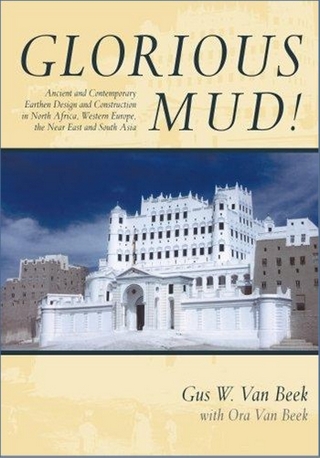 GLORIOUS
MUD!
Ancient and Contemporary
Earthen Design and Construction
in North Africa, Western Europe,
the Near East and South Asia
Gus W. Van Beek
with Ora Van Beek